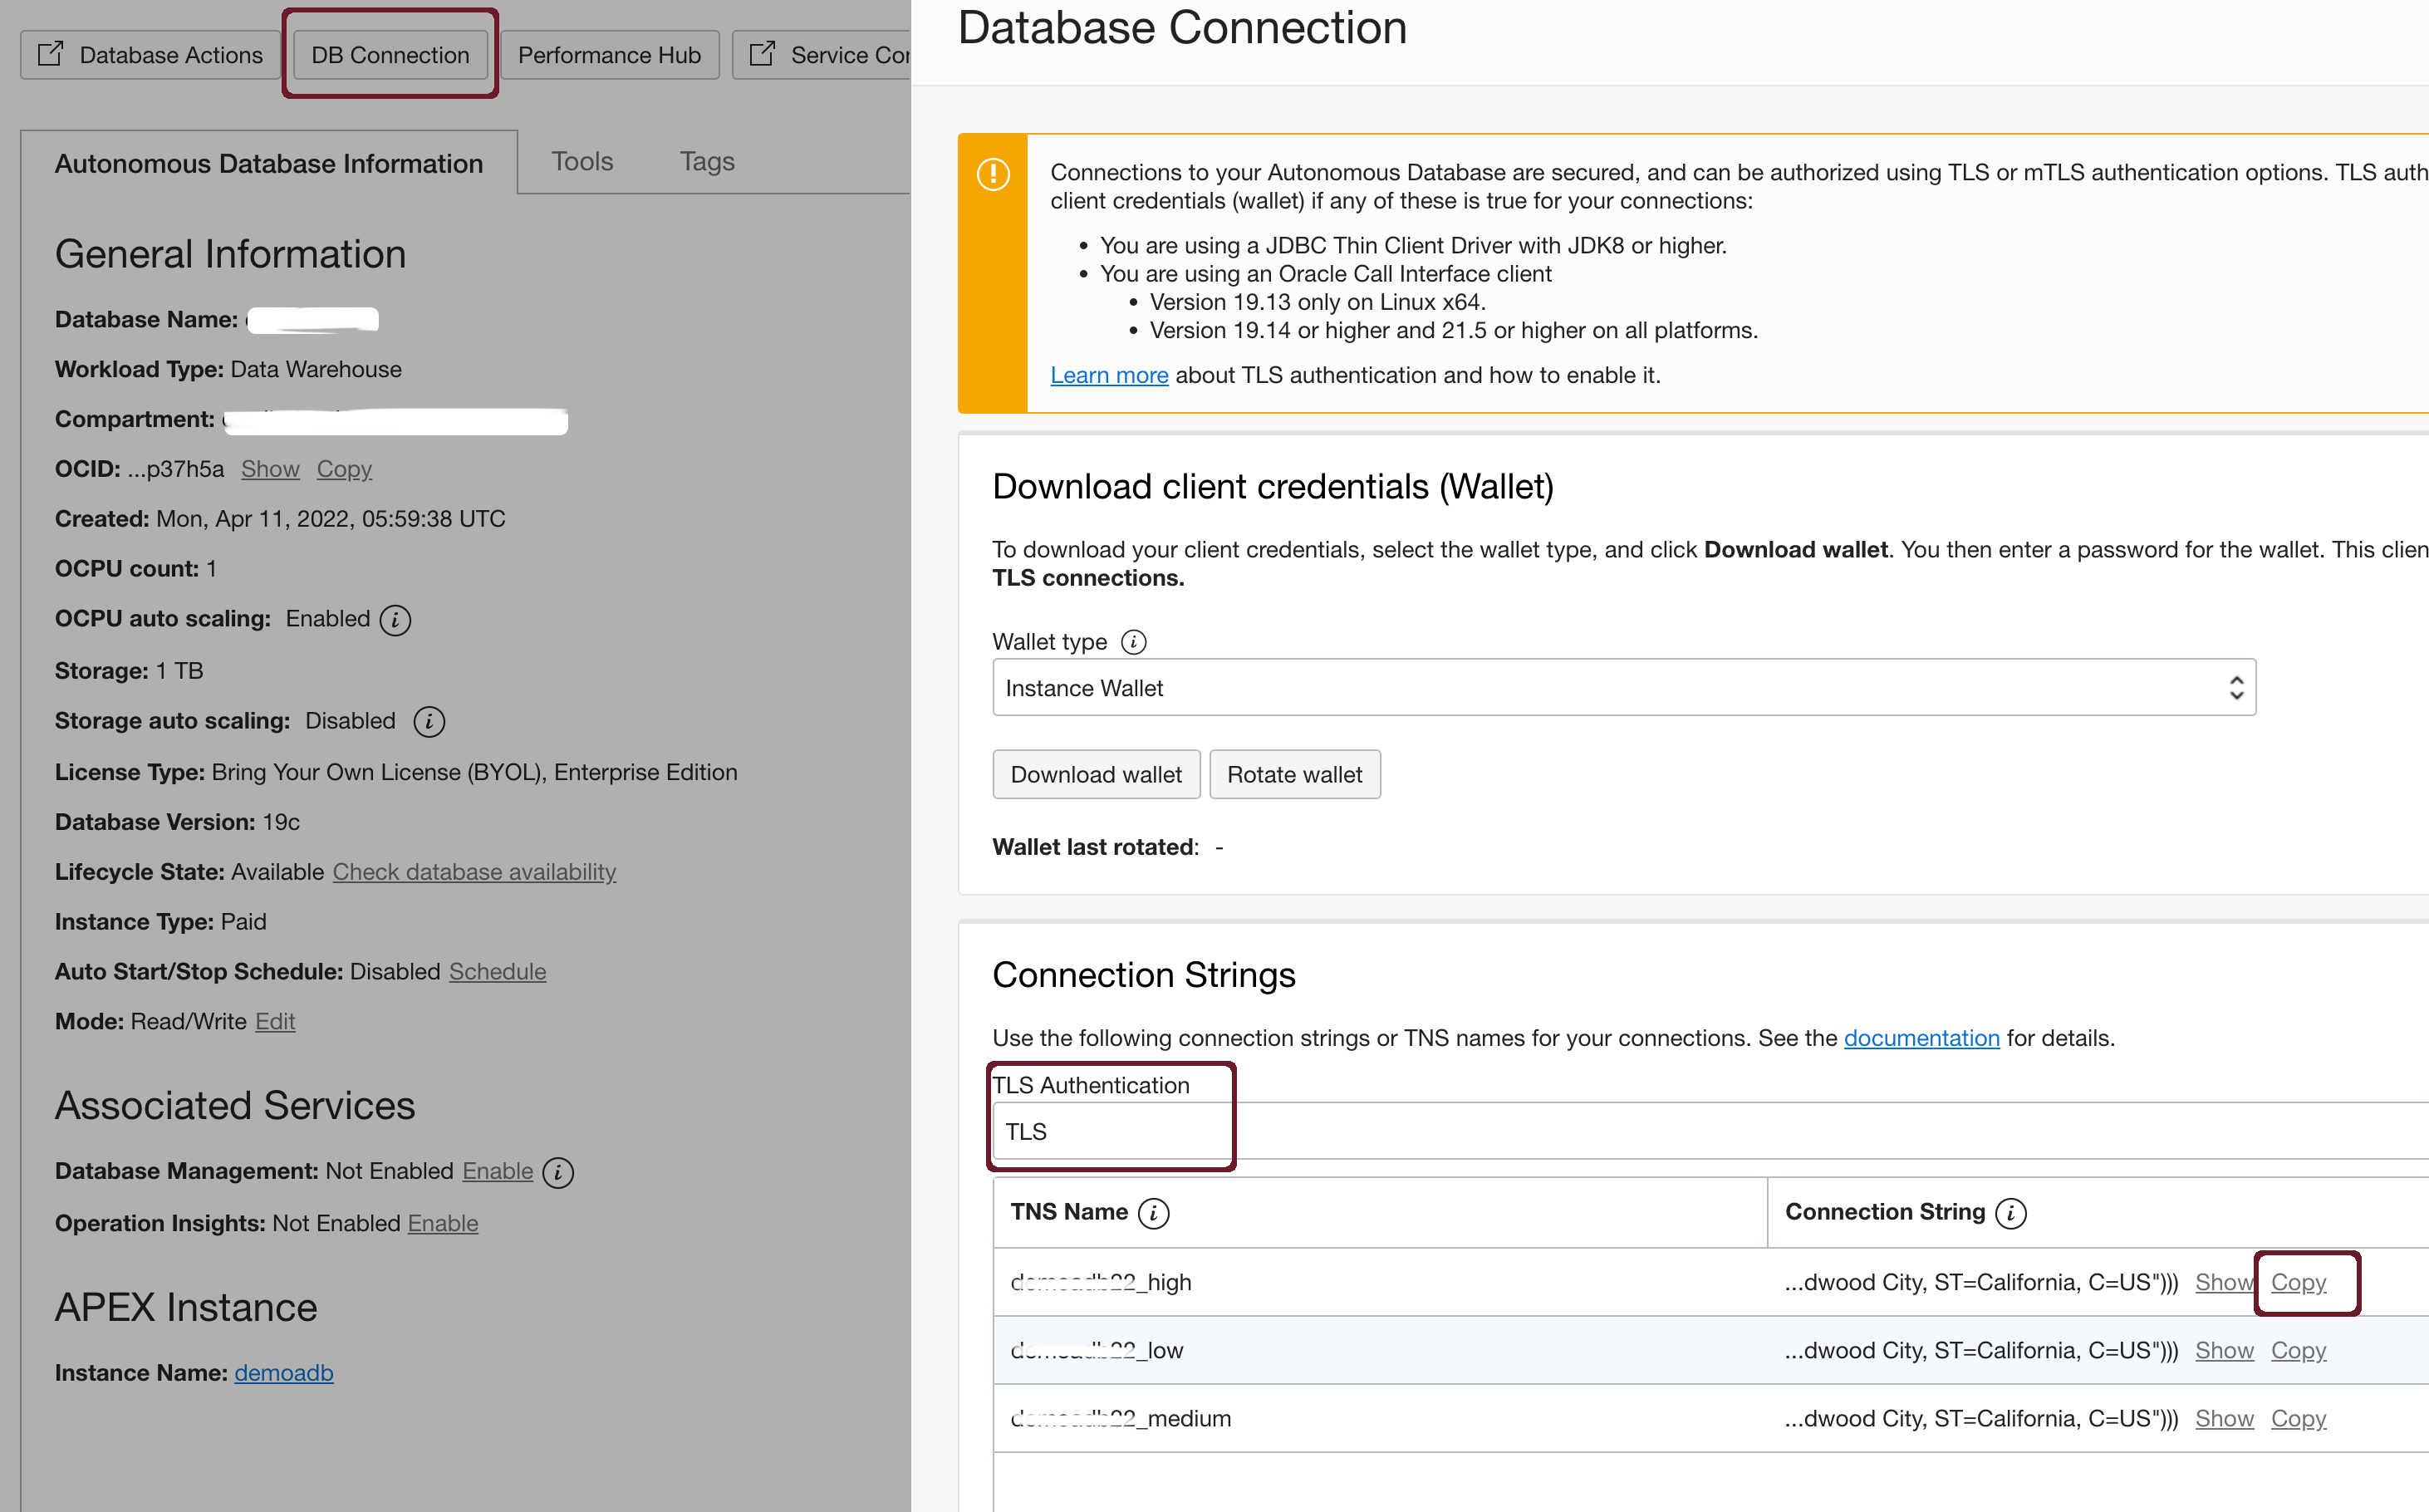 Database Actions
DB Connection
Performance Hub
Service Con
Autonomous Database Information
Tools
Tags
General Information
Database Name:
Workload Type: Data Warehouse
Compartment:
OCID: ...p37h5a Show Copy
Created: Mon, Apr 11, 2022, 05:59:38 UTC
OCPU count: 1
OCPU auto scaling: Enabled
Storage: 1 TB
Storage auto scaling: Disabled
License Type: Bring Your Own License (BYOL), Enterprise Edition
Database Version: 19c
Lifecycle State: Available Check database availability
Instance Type: Paid
Auto Start/Stop Schedule: Disabled Schedule
Mode: Read/Write Edit
Associated Services
Database Management: Not Enabled Enable
Operation Insights: Not Enabled Enable
APEX Instance
Instance Name: demoadb
Database Connection
Connections to your Autonomous Database are secured, and can be authorized using TLS or mTLS authentication options. TLS auth
client credentials (wallet) if any of these is true for your connections:
• You are using a JDBC Thin Client Driver with JDK8 or higher.
• You are using an Oracle Call Interface client
• Version 19.13 only on Linux x64.
• Version 19.14 or higher and 21.5 or higher on all platforms.
Learn more about TLS authentication and how to enable it.
Download client credentials (Wallet)
To download your client credentials, select the wallet type, and click Download wallet. You then enter a password for the wallet. This clien
TLS connections.
Wallet type
Instance Wallet
Download wallet
Rotate wallet
Wallet last rotated: -
Connection Strings
Use the following connection strings or TNS names for your connections. See the documentation for details.
TLS Authentication
TLS
TNS Name
Connection String
_high ...dwood City, ST=California, C=US"))) Show Copy
_low ...dwood City, ST=California, C=US"))) Show Copy
_medium ...dwood City, ST=California, C=US"))) Show Copy